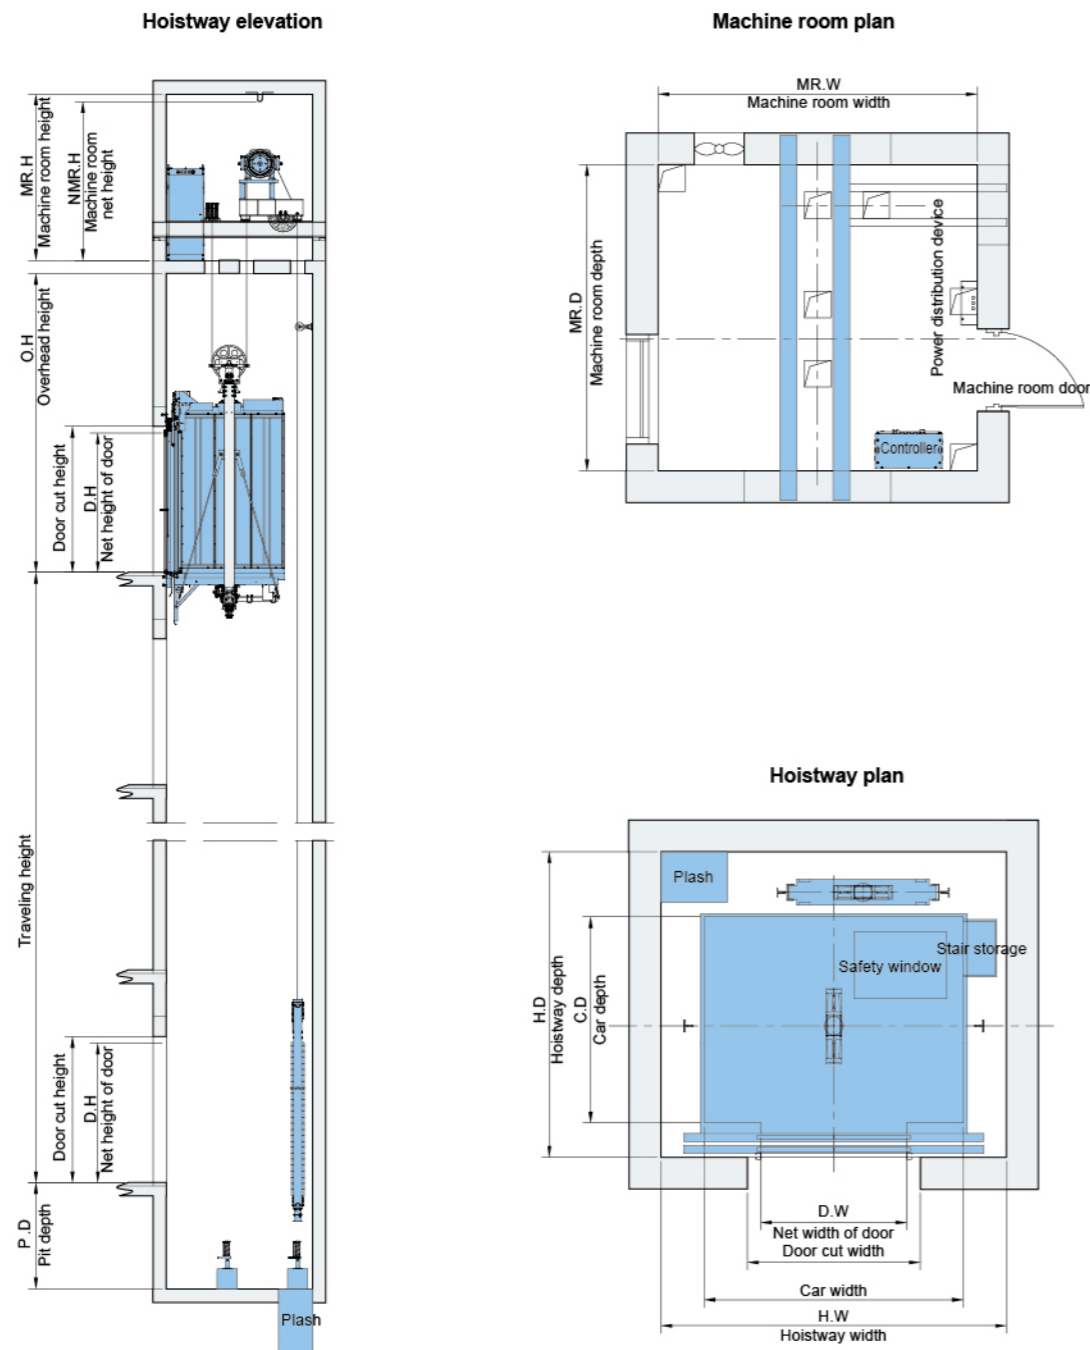 Hoistway elevation
MR.H
Machine room height
NMR.H
Machine room
net height
O.H
Overhead height
Door cut height
D.H
Net height of door
Traveling height
Door cut height
D.H
Net height of door
P.D
Pit depth
Plash
Machine room plan
MR.W
Machine room width
MR.D
Machine room depth
Power distribution device
Machine room door
Controller
Hoistway plan
Plash
Stair storage
Safety window
H.D
Hoistway depth
C.D
Car depth
D.W
Net width of door
Door cut width
Car width
H.W
Hoistway width